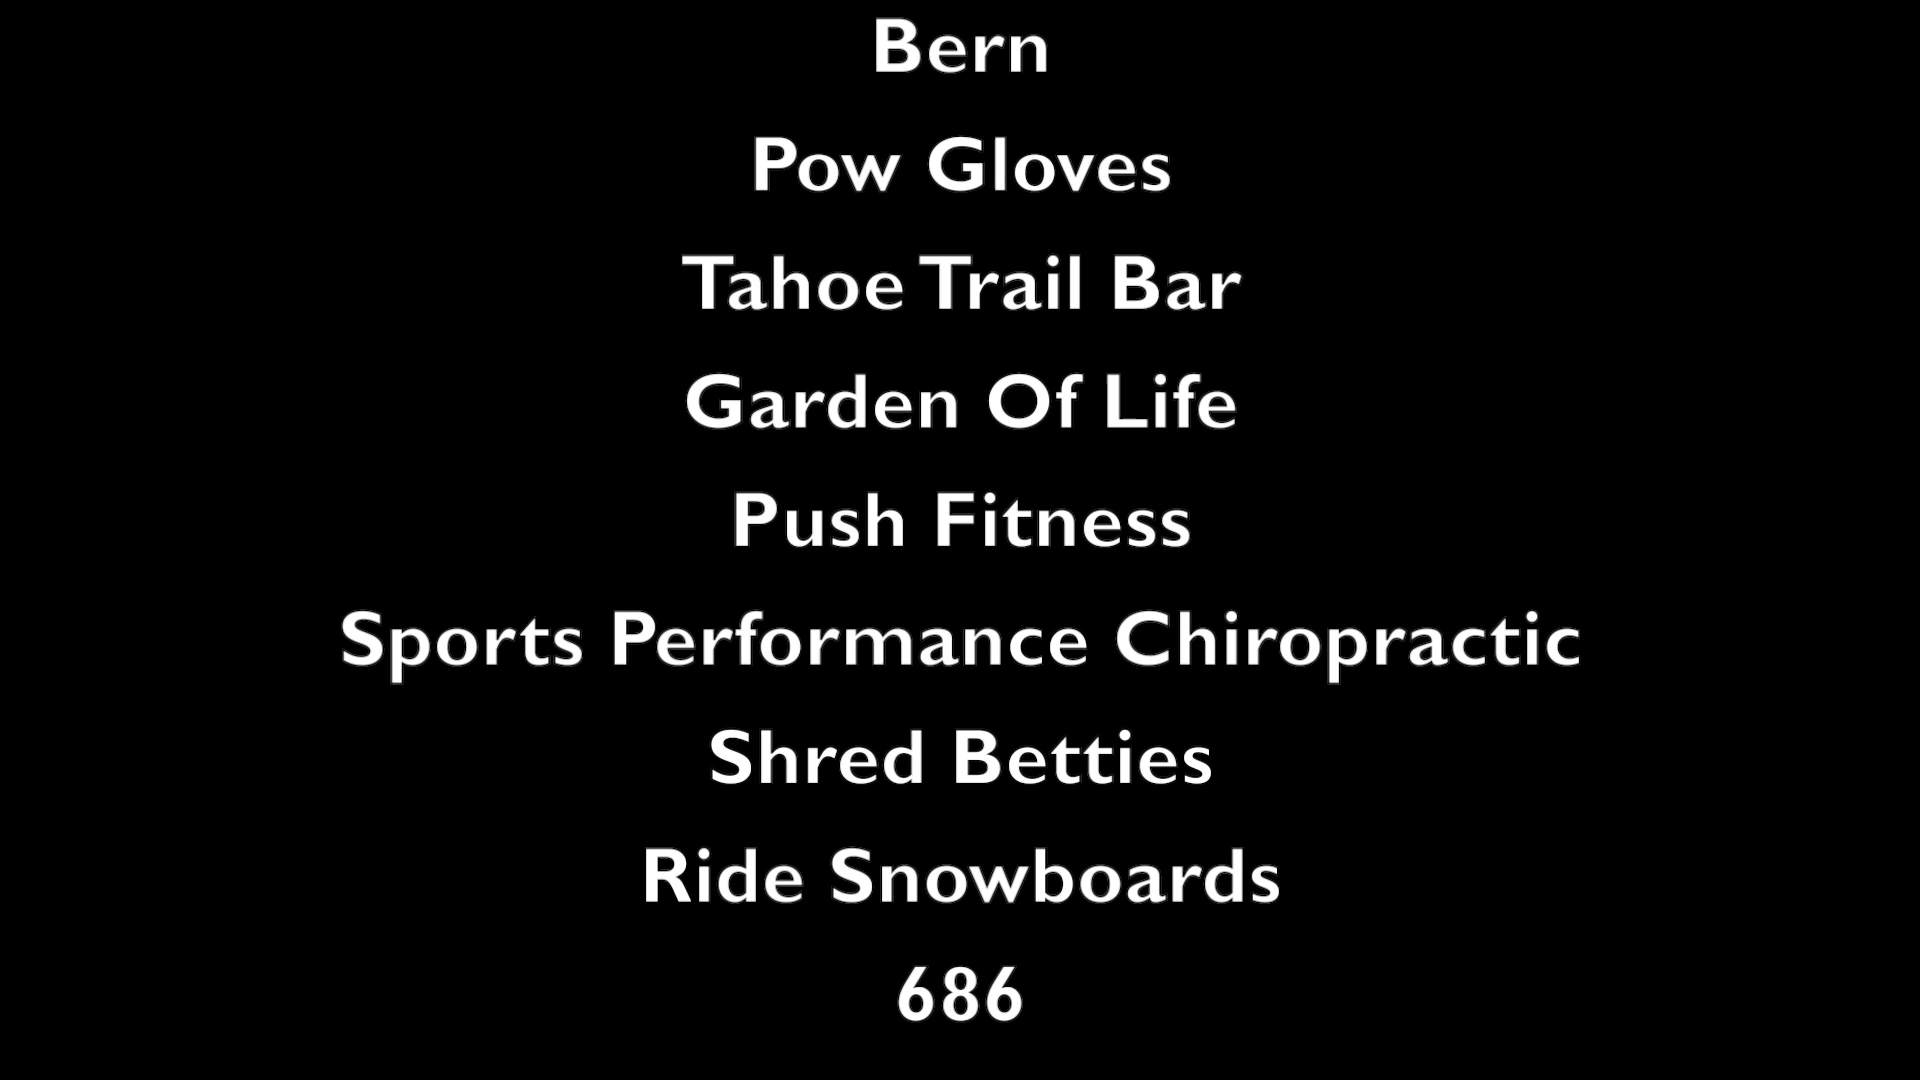 Bern
Pow Gloves
Tahoe Trail Bar
Garden Of Life
Push Fitness
Sports Performance Chiropractic
Shred Betties
Ride Snowboards
686